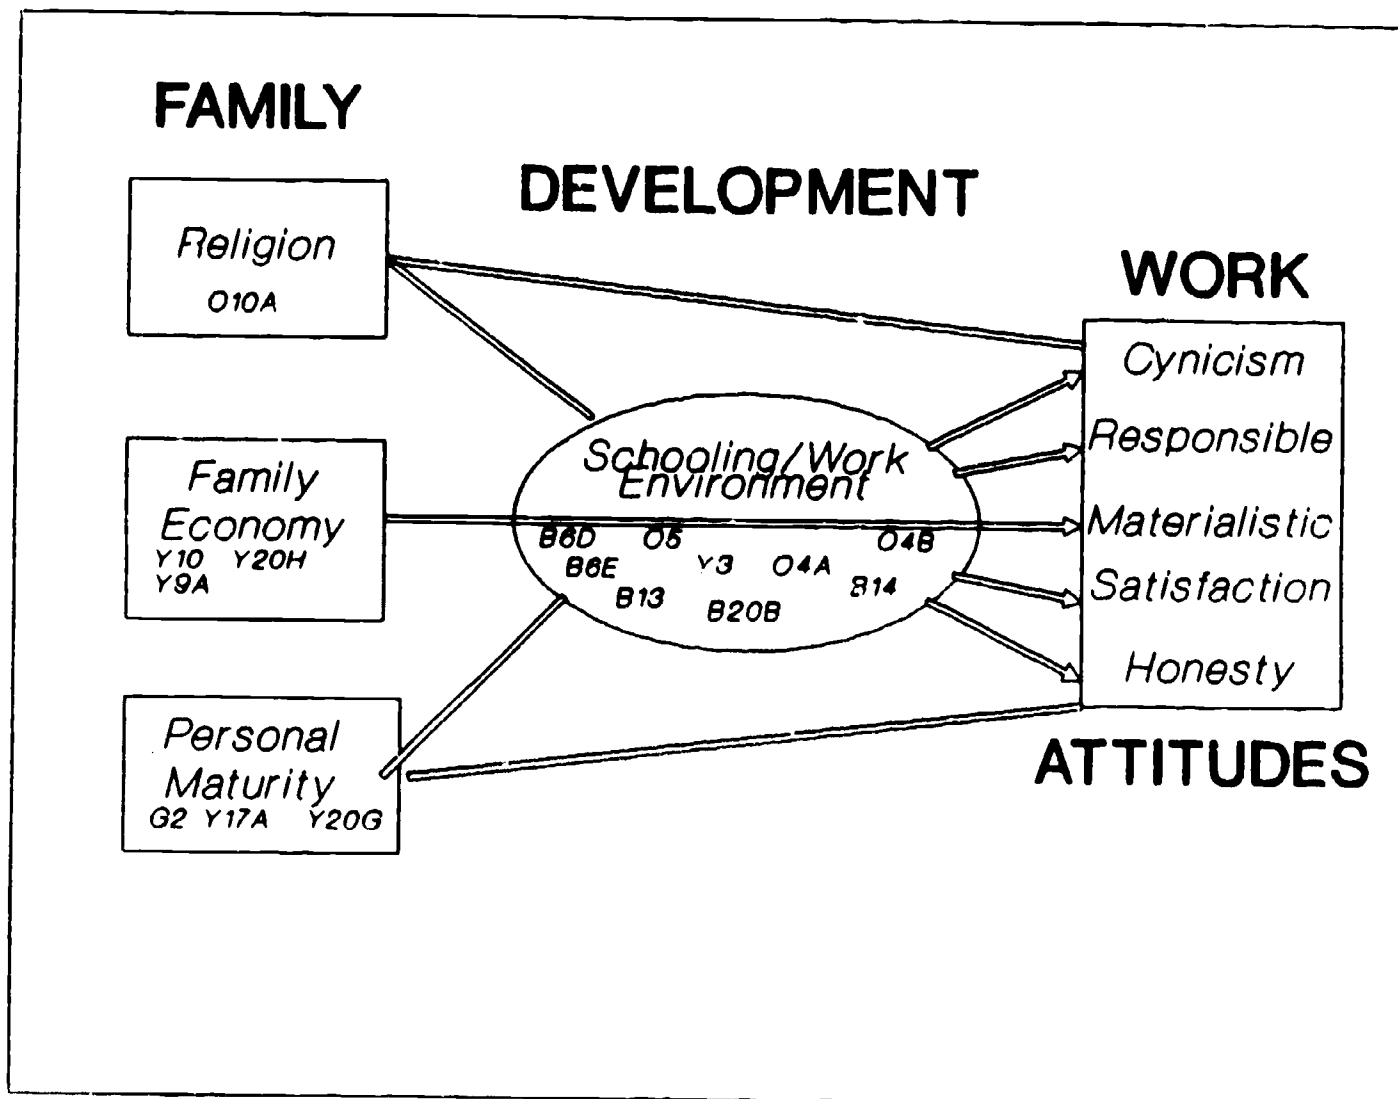 FAMILY
DEVELOPMENT
Religion
O10A
WORK
Cynicism
Responsible
Materialistic
Satisfaction
Honesty
ATTITUDES
Family
Economy
Y10 Y20H
Y9A
Schooling/Work
Environment
B6D O5 O4B
B6E Y3 O4A
B13 B20B B14
Personal
Maturity
G2 Y17A Y20G